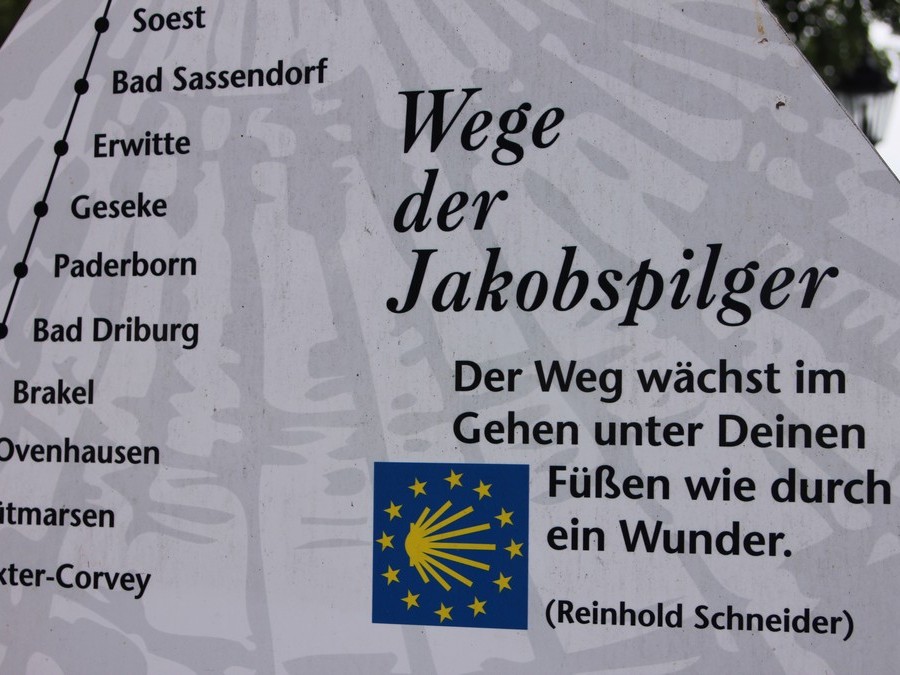 Soest
Bad Sassendorf
Erwitte
Geseke
Paderborn
Bad Driburg
Brakel
Ovenhausen
itmarsen
xter-Corvey
Wege
der
Jakobspilger
Der Weg wächst im
Gehen unter Deinen
Füßen wie durch
ein Wunder.
(Reinhold Schneider)